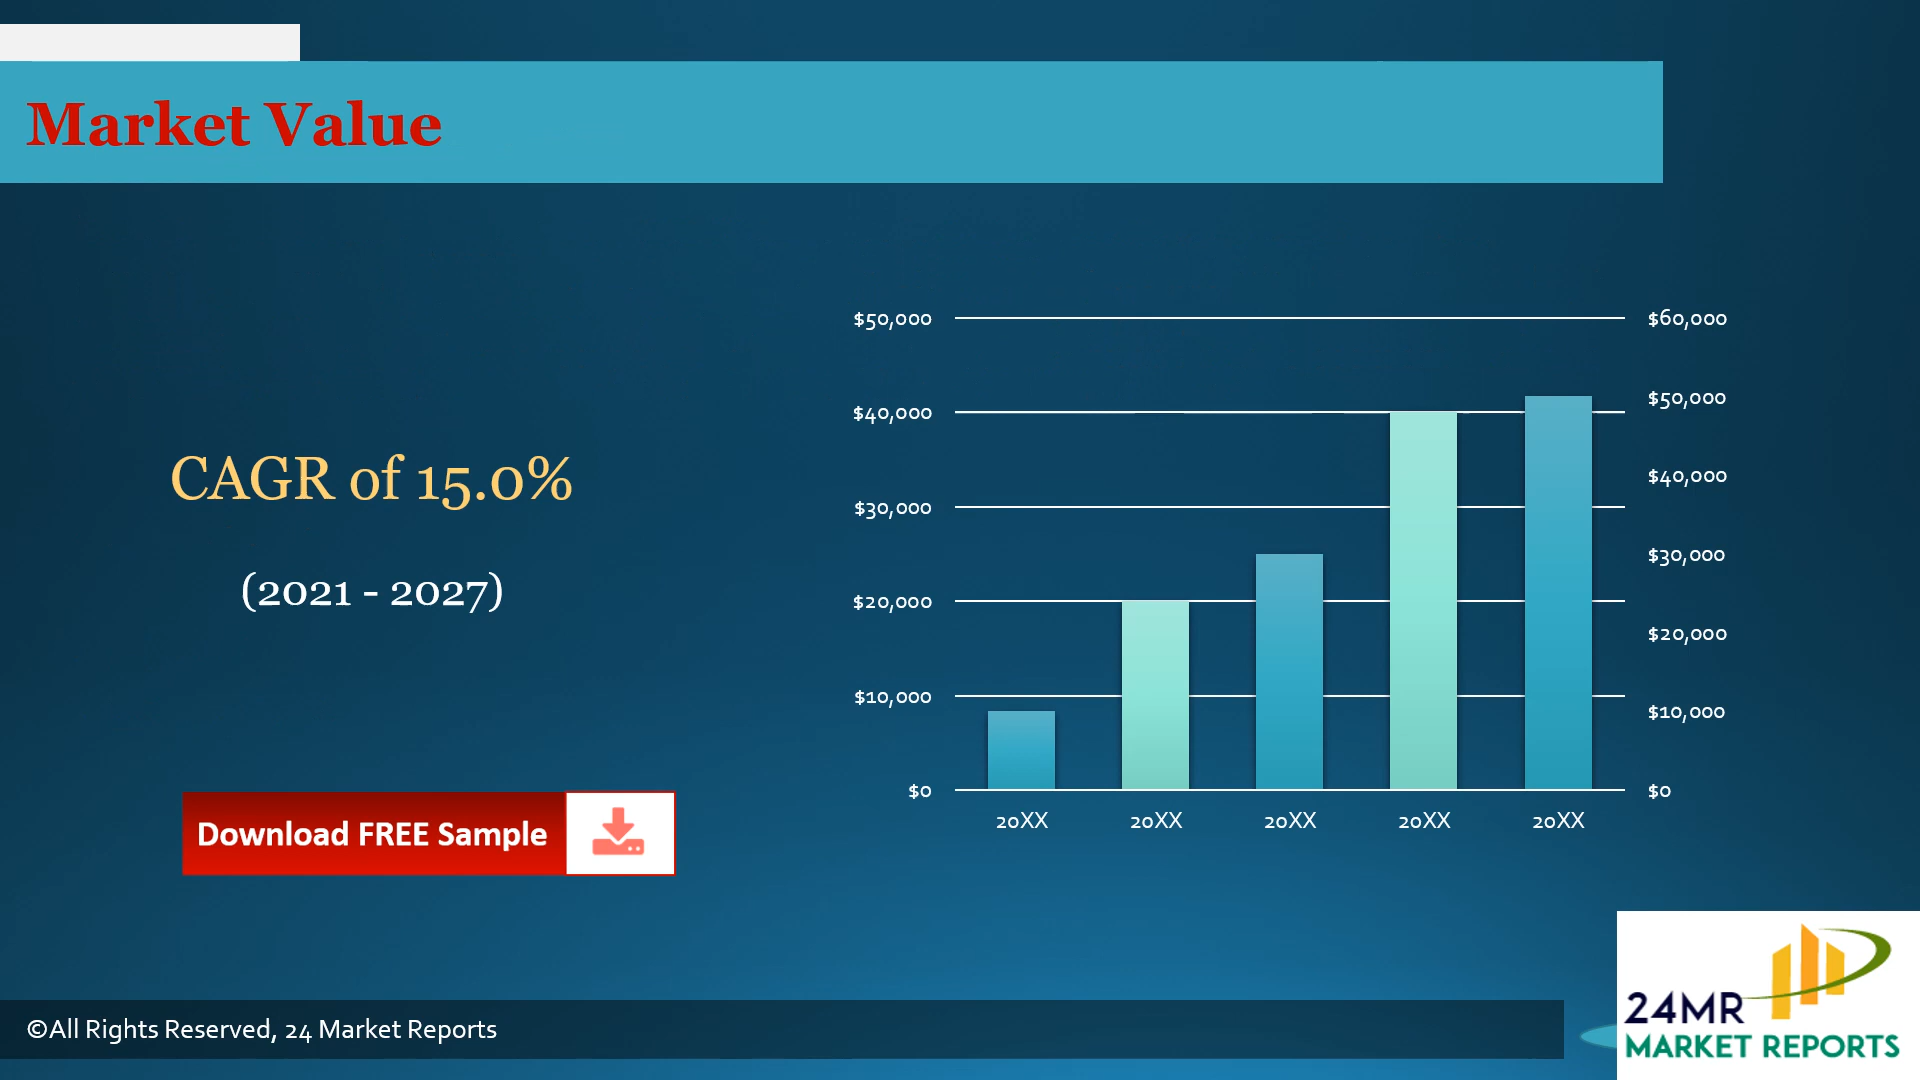 Market Value
CAGR of 15.0%
(2021 - 2027)
Download FREE Sample
$50,000
$40,000
$30,000
$20,000
$10,000
$0
$60,000
$50,000
$40,000
$30,000
$20,000
$10,000
$0
20XX 20XX 20XX 20XX 20XX
©All Rights Reserved, 24 Market Reports
24MR
MARKET REPORTS